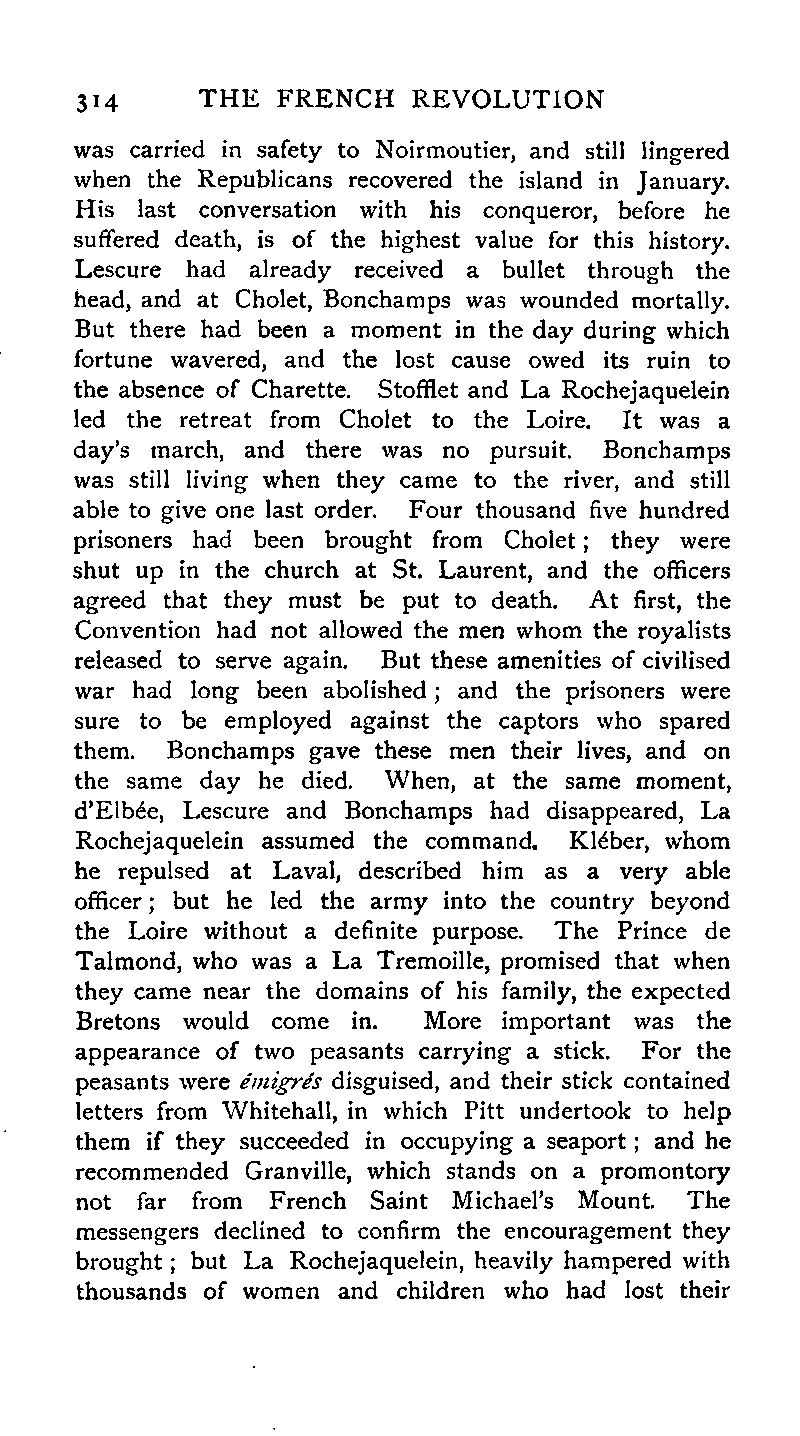 314 THE FRENCH REVOLUTION
was carried in safety to Noirmoutier, and still lingered
when the Republicans recovered the island in January.
His last conversation with his conqueror, before he
suffered death, is of the highest value for this history.
Lescure had already received a bullet through the
head, and at Cholet, Bonchamps was wounded mortally.
But there had been a moment in the day during which
fortune wavered, and the lost cause owed its ruin to
the absence of Charette. Stofflet and La Rochejaquelein
led the retreat from Cholet to the Loire. It was a
day's march, and there was no pursuit. Bonchamps
was still living when they came to the river, and still
able to give one last order. Four thousand five hundred
prisoners had been brought from Cholet ; they were
shut up in the church at St. Laurent, and the officers
agreed that they must be put to death. At first, the
Convention had not allowed the men whom the royalists
released to serve again. But these amenities of civilised
war had long been abolished ; and the prisoners were
sure to be employed against the captors who spared
them. Bonchamps gave these men their lives, and on
the same day he died. When, at the same moment,
d'Elbée, Lescure and Bonchamps had disappeared, La
Rochejaquelein assumed the command. Kléber, whom
he repulsed at Laval, described him as a very able
officer ; but he led the army into the country beyond
the Loire without a definite purpose. The Prince de
Talmond, who was a La Tremoille, promised that when
they came near the domains of his family, the expected
Bretons would come in. More important was the
appearance of two peasants carrying a stick. For the
peasants were émigrés disguised, and their stick contained
letters from Whitehall, in which Pitt undertook to help
them if they succeeded in occupying a seaport ; and he
recommended Granville, which stands on a promontory
not far from French Saint Michael's Mount. The
messengers declined to confirm the encouragement they
brought ; but La Rochejaquelein, heavily hampered with
thousands of women and children who had lost their